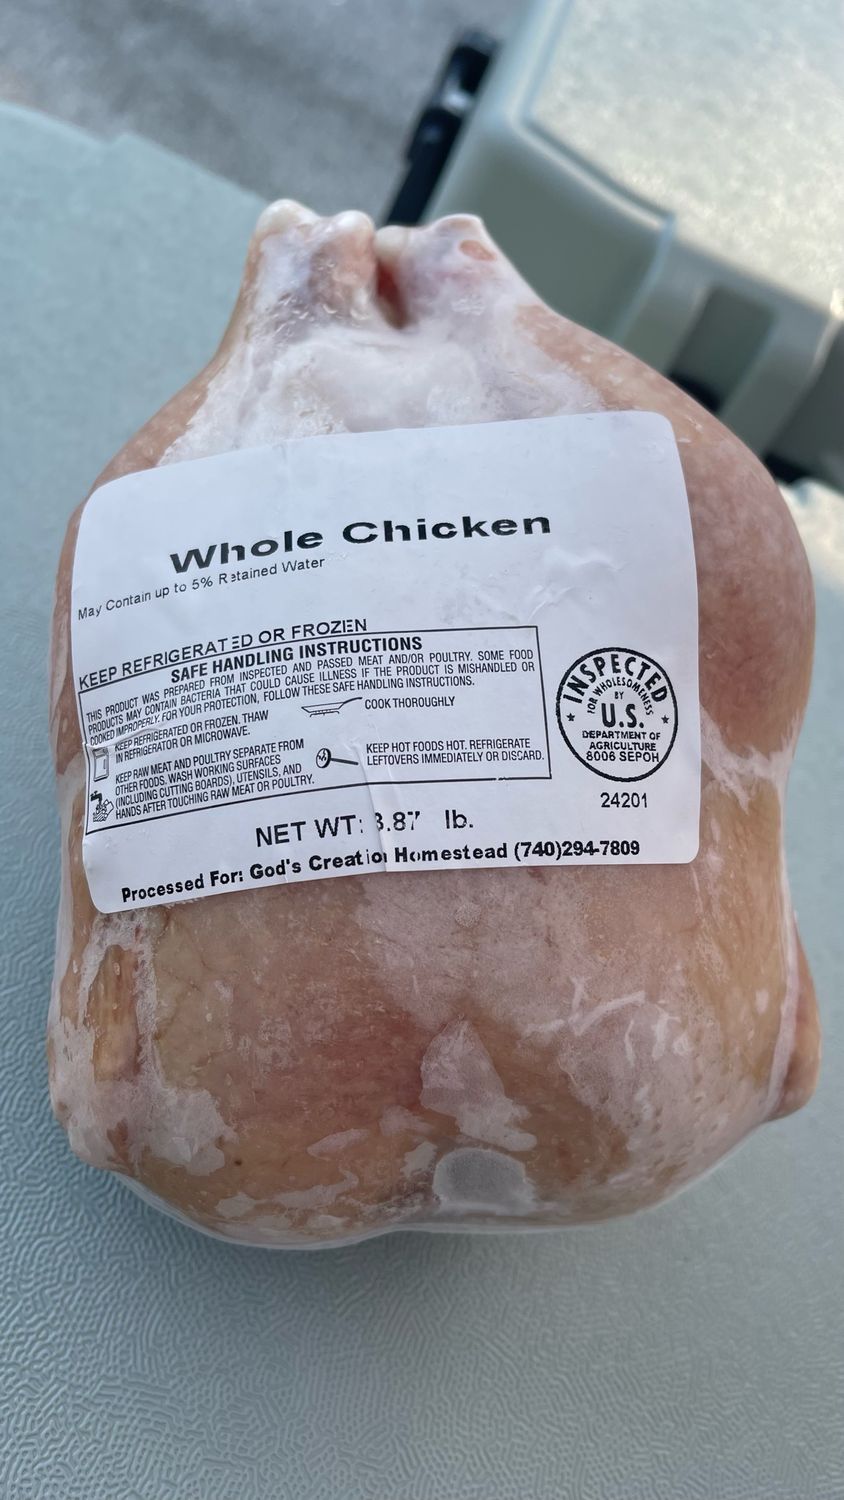 Whole Chicken
May Contain up to 5% Retained Water
KEEP REFRIGERATED OR FROZEN
SAFE HANDLING INSTRUCTIONS
THIS PRODUCT WAS PREPARED FROM INSPECTED AND PASSED MEAT AND/OR POULTRY. SOME FOOD
PRODUCTS MAY CONTAIN BACTERIA THAT COULD CAUSE ILLNESS IF THE PRODUCT IS MISHANDLED OR
COOKED IMPROPERLY. FOR YOUR PROTECTION, FOLLOW THESE SAFE HANDLING INSTRUCTIONS.
KEEP REFRIGERATED OR FROZEN. THAW
IN REFRIGERATOR OR MICROWAVE.
COOK THOROUGHLY
KEEP RAW MEAT AND POULTRY SEPARATE FROM
OTHER FOODS. WASH WORKING SURFACES
(INCLUDING CUTTING BOARDS), UTENSILS, AND
HANDS AFTER TOUCHING RAW MEAT OR POULTRY.
KEEP HOT FOODS HOT. REFRIGERATE
LEFTOVERS IMMEDIATELY OR DISCARD.
INSPECTED
FOR WHOLESOMENESS
BY
U.S.
DEPARTMENT OF
AGRICULTURE
8006 SEPOH
24201
NET WT: 3.87 lb.
Processed For: God's Creation Homestead (740)294-7809